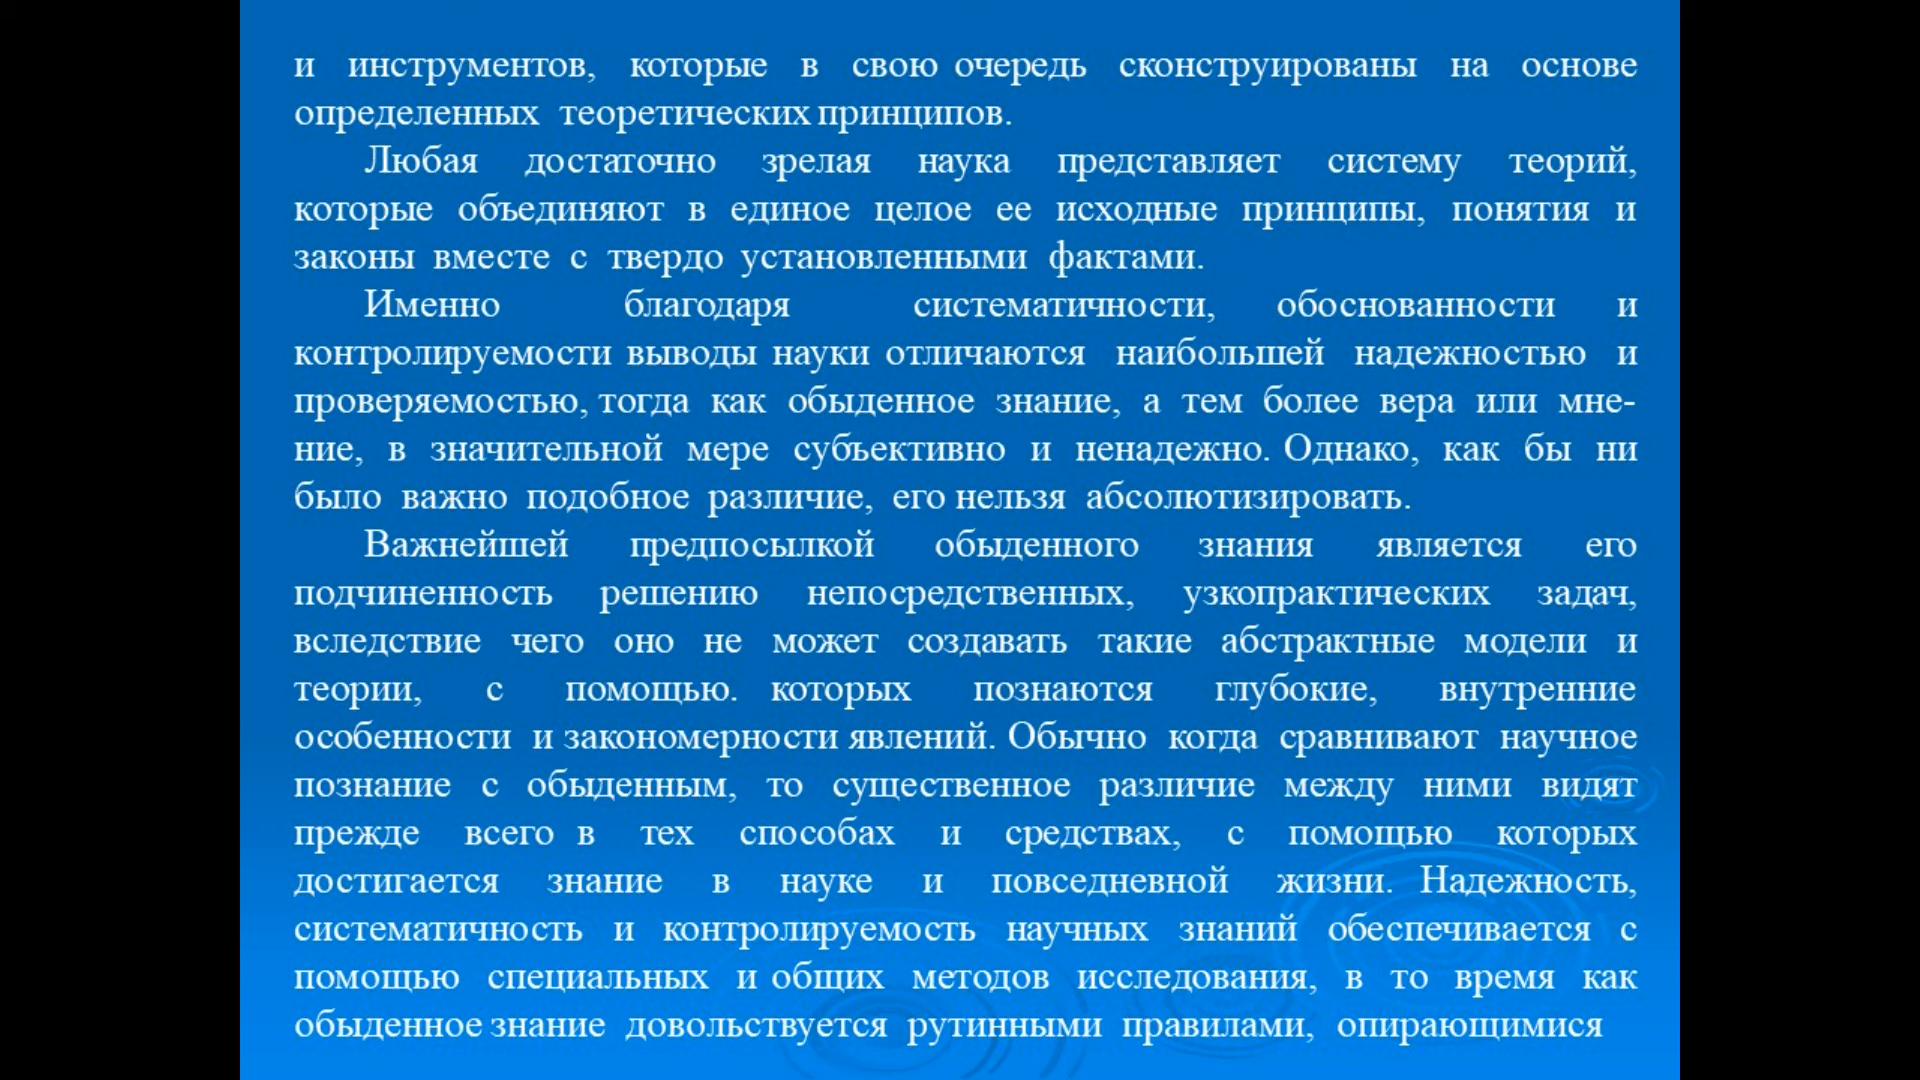 и инструментов, которые в свою очередь сконструированы на основе
определенных теоретических принципов.
Любая достаточно зрелая наука представляет систему теорий,
которые объединяют в единое целое ее исходные принципы, понятия и
законы вместе с твердо установленными фактами.
Именно благодаря систематичности, обоснованности и
контролируемости выводы науки отличаются наибольшей надежностью и
проверяемостью, тогда как обыденное знание, а тем более вера или мне-
ние, в значительной мере субъективно и ненадежно. Однако, как бы ни
было важно подобное различие, его нельзя абсолютизировать.
Важнейшей предпосылкой обыденного знания является его
подчиненность решению непосредственных, узкопрактических задач,
вследствие чего оно не может создавать такие абстрактные модели и
теории, с помощью. которых познаются глубокие, внутренние
особенности и закономерности явлений. Обычно когда сравнивают научное
познание с обыденным, то существенное различие между ними видят
прежде всего в тех способах и средствах, с помощью которых
достигается знание в науке и повседневной жизни. Надежность,
систематичность и контролируемость научных знаний обеспечивается с
помощью специальных и общих методов исследования, в то время как
обыденное знание довольствуется рутинными правилами, опирающимися